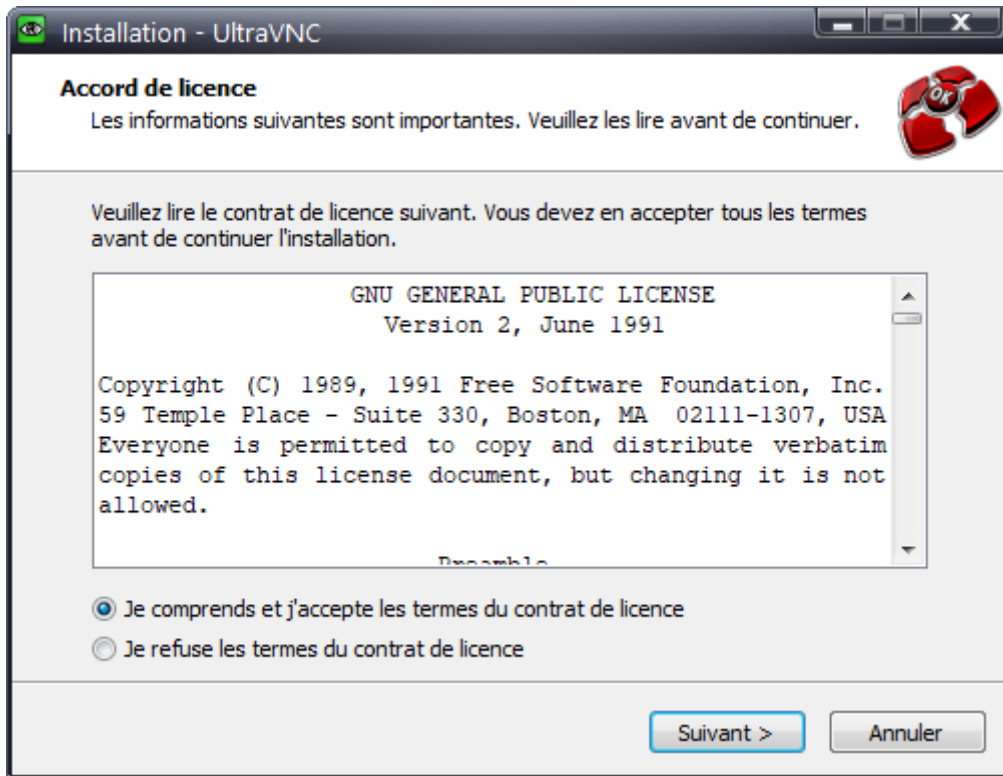 Installation - UltraVNC
Accord de licence
Les informations suivantes sont importantes. Veuillez les lire avant de continuer.
OK
Veuillez lire le contrat de licence suivant. Vous devez en accepter tous les termes
avant de continuer l'installation.
GNU GENERAL PUBLIC LICENSE
Version 2, June 1991
Copyright (C) 1989, 1991 Free Software Foundation, Inc.
59 Temple Place - Suite 330, Boston, MA 02111-1307, USA
Everyone is permitted to copy and distribute verbatim
copies of this license document, but changing it is not
allowed.
Preamble
Je comprends et j'accepte les termes du contrat de licence
Je refuse les termes du contrat de licence
Suivant >
Annuler